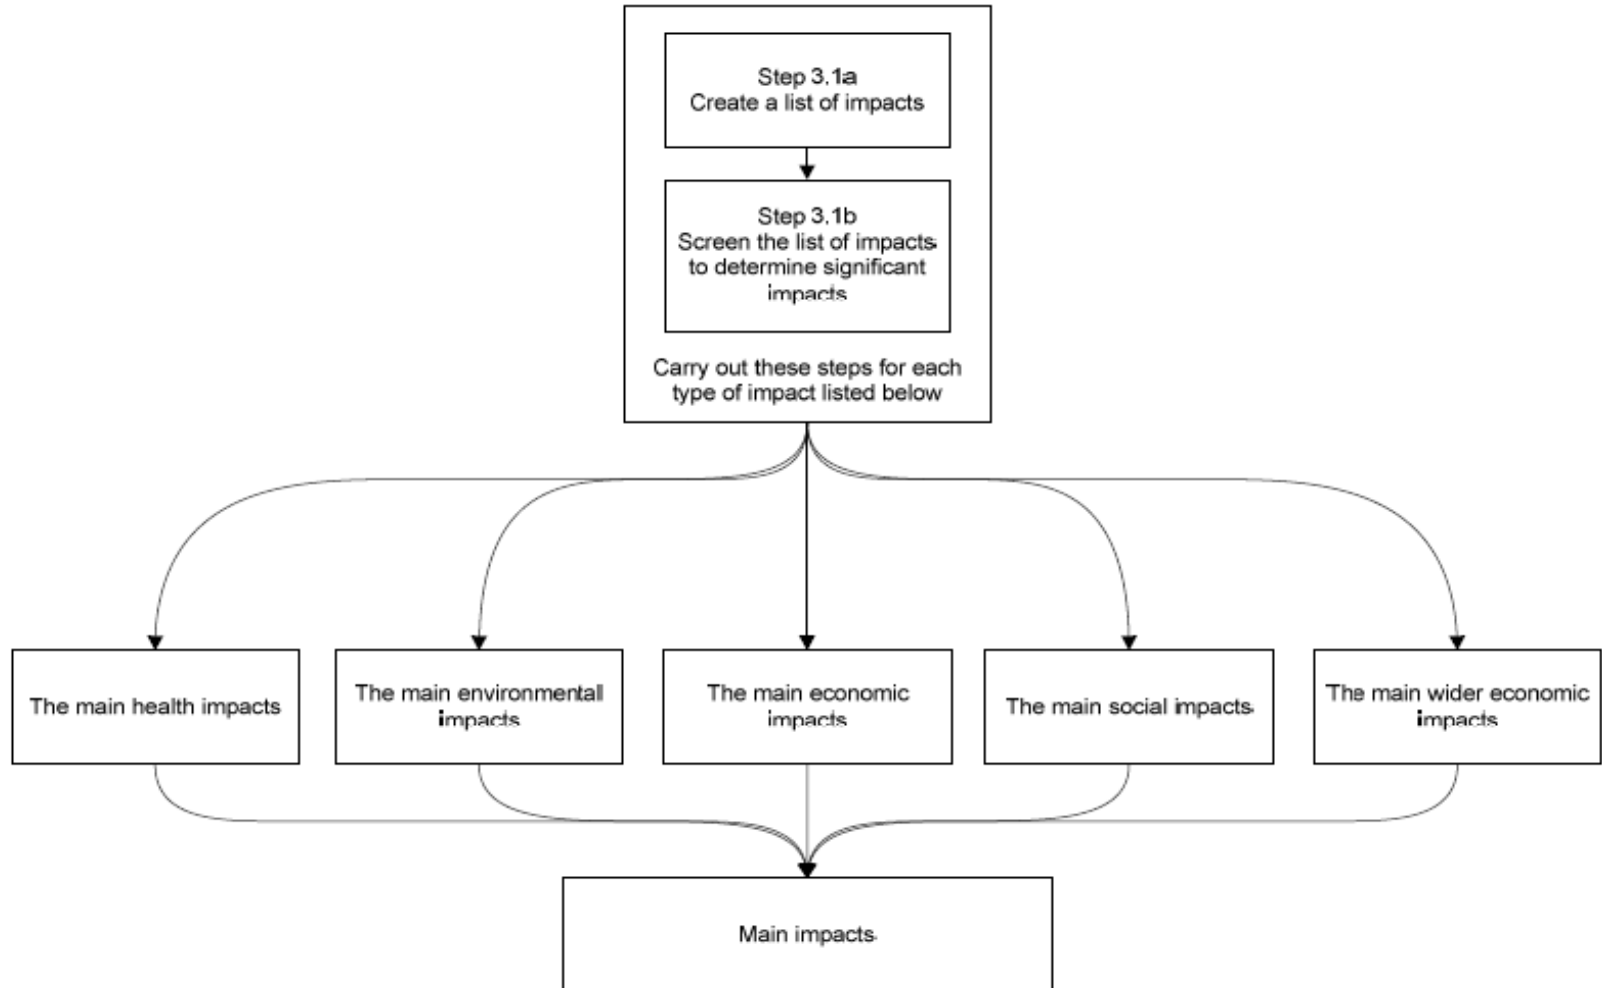 Step 3.1a
Create a list of impacts
Step 3.1b
Screen the list of impacts
to determine significant
impacts
Carry out these steps for each
type of impact listed below
The main health impacts
The main environmental
impacts
The main economic
impacts
The main social impacts
The main wider economic
impacts
Main impacts